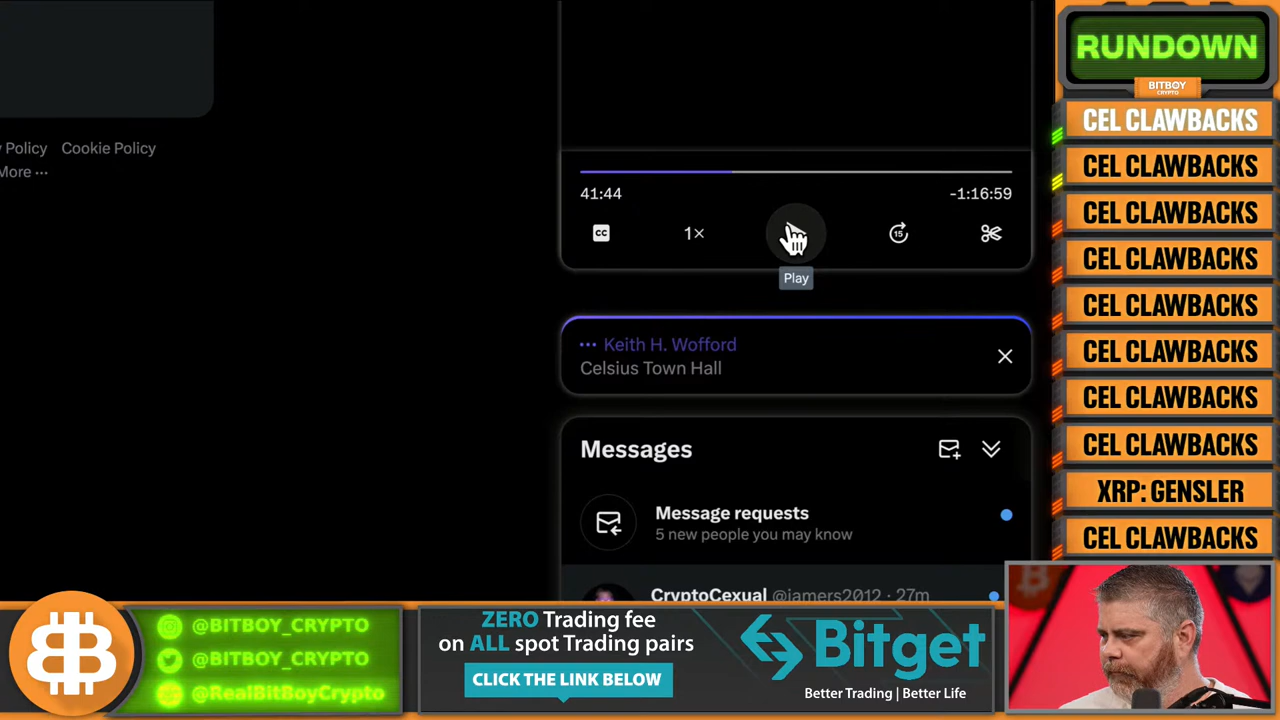 y Policy Cookie Policy
More ...
41:44
-1:16:59
CC
1×
15
Play
Keith H. Wofford
Celsius Town Hall
Messages
Message requests
5 new people you may know
CryptoCexual @jamers2012 · 27m
RUNDOWN
BITBOY
CRYPTO
CEL CLAWBACKS
CEL CLAWBACKS
CEL CLAWBACKS
CEL CLAWBACKS
CEL CLAWBACKS
CEL CLAWBACKS
CEL CLAWBACKS
CEL CLAWBACKS
XRP: GENSLER
CEL CLAWBACKS
@BITBOY_CRYPTO
@BITBOY_CRYPTO
@RealBitBoyCrypto
ZERO Trading fee
on ALL spot Trading pairs
CLICK THE LINK BELOW
Bitget
Better Trading | Better Life